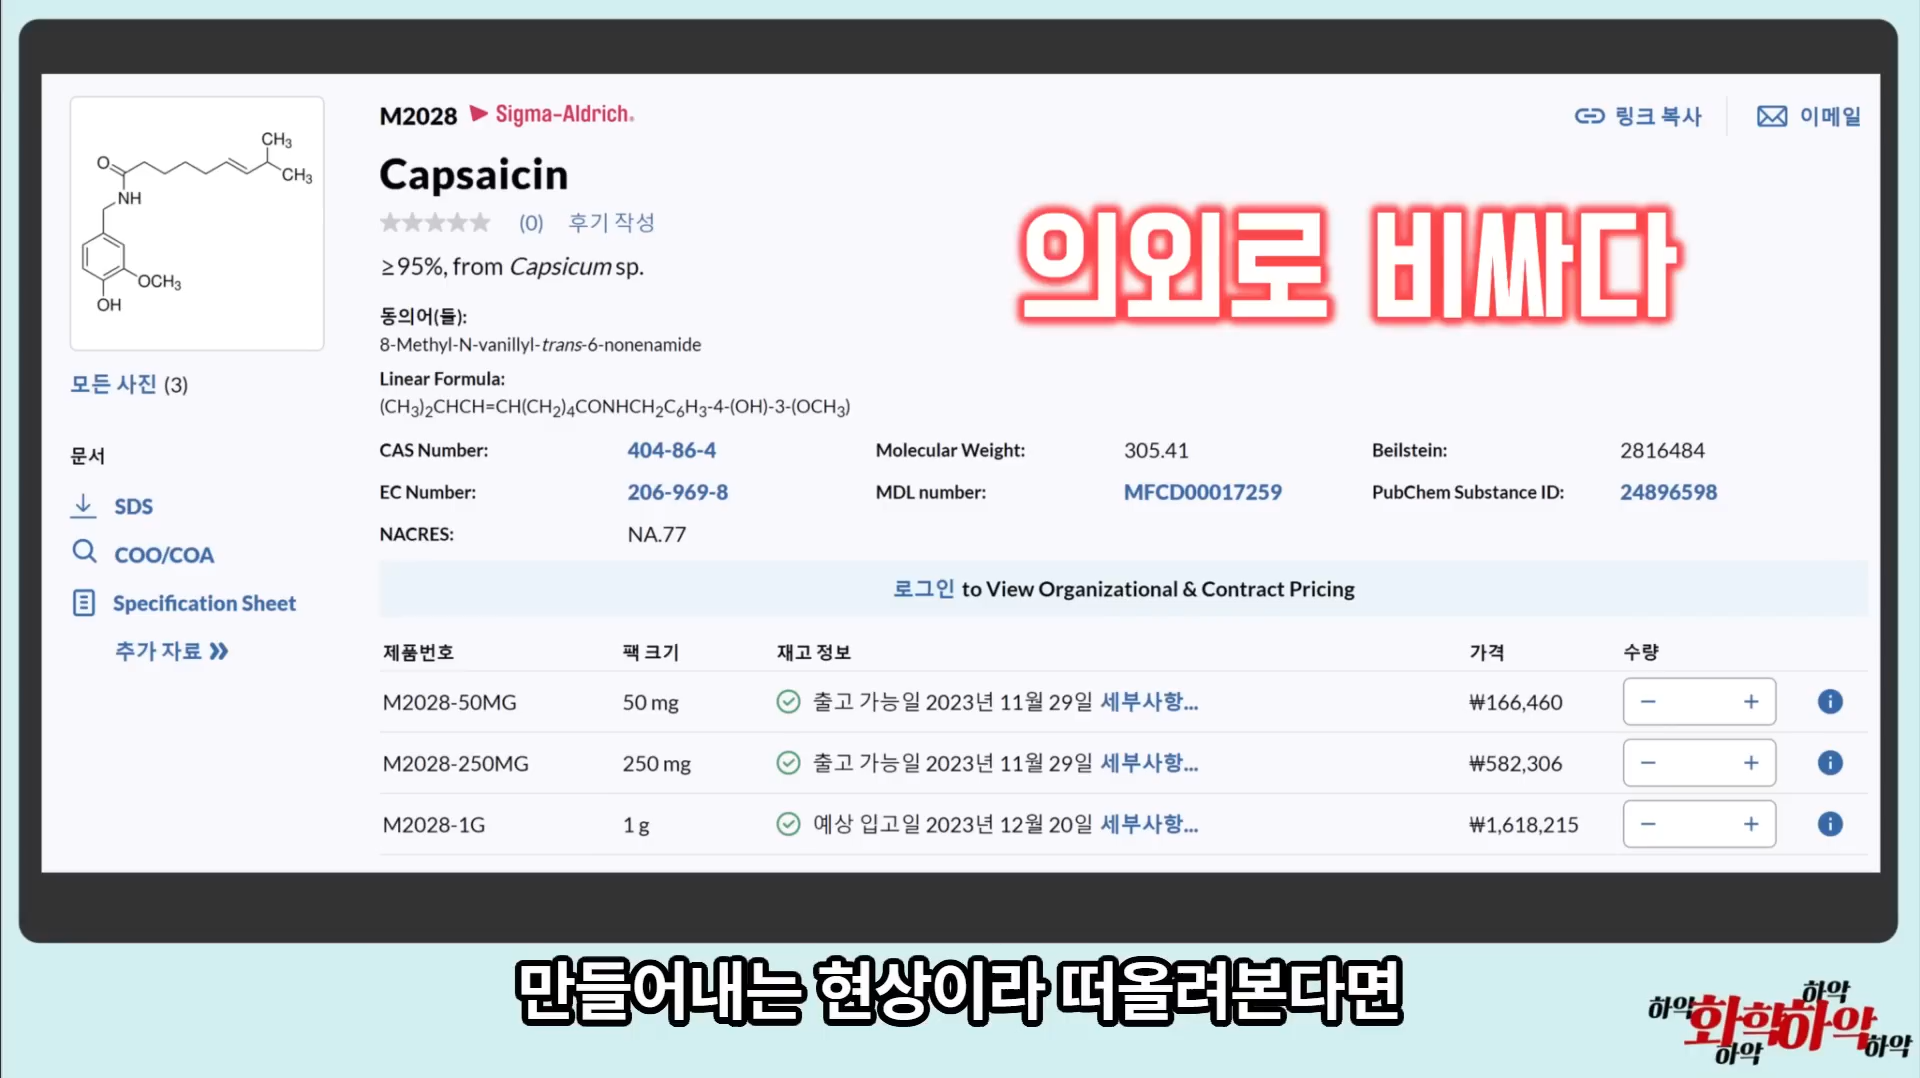 M2028 Sigma-Aldrich.
링크 복사
이메일
Capsaicin
(0) 후기 작성
≥95%, from Capsicum sp.
의외로 비싸다
동의어(들):
8-Methyl-N-vanillyl-trans-6-nonenamide
Linear Formula:
(CH3)2CHCH=CH(CH2)4CONHCH2C6H3-4-(OH)-3-(OCH3)
CAS Number: 404-86-4 Molecular Weight: 305.41 Beilstein: 2816484
EC Number: 206-969-8 MDL number: MFCD00017259 PubChem Substance ID: 24896598
NACRES: NA.77
CH3
O
CH3
NH
OCH3
OH
모든 사진 (3)
문서
SDS
COO/COA
Specification Sheet
추가 자료 »
로그인 to View Organizational & Contract Pricing
제품번호 팩 크기 재고 정보 가격 수량
M2028-50MG 50 mg 출고 가능일 2023년 11월 29일 세부사항... ₩166,460 − +
M2028-250MG 250 mg 출고 가능일 2023년 11월 29일 세부사항... ₩582,306 − +
M2028-1G 1 g 예상 입고일 2023년 12월 20일 세부사항... ₩1,618,215 − +
만들어내는 현상이라 떠올려본다면
하악
하악
화학하악
하악
하악